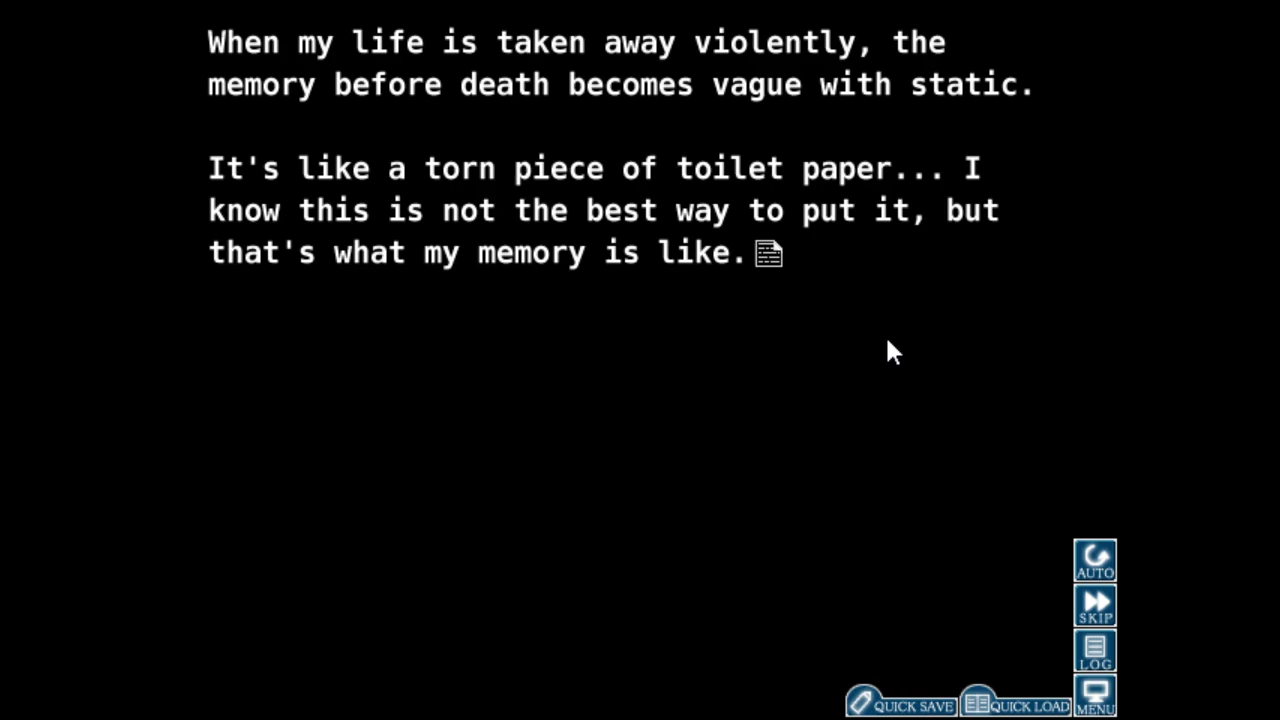 When my life is taken away violently, the
memory before death becomes vague with static.
It's like a torn piece of toilet paper... I
know this is not the best way to put it, but
that's what my memory is like.
AUTO
SKIP
LOG
QUICK SAVE
QUICK LOAD
MENU